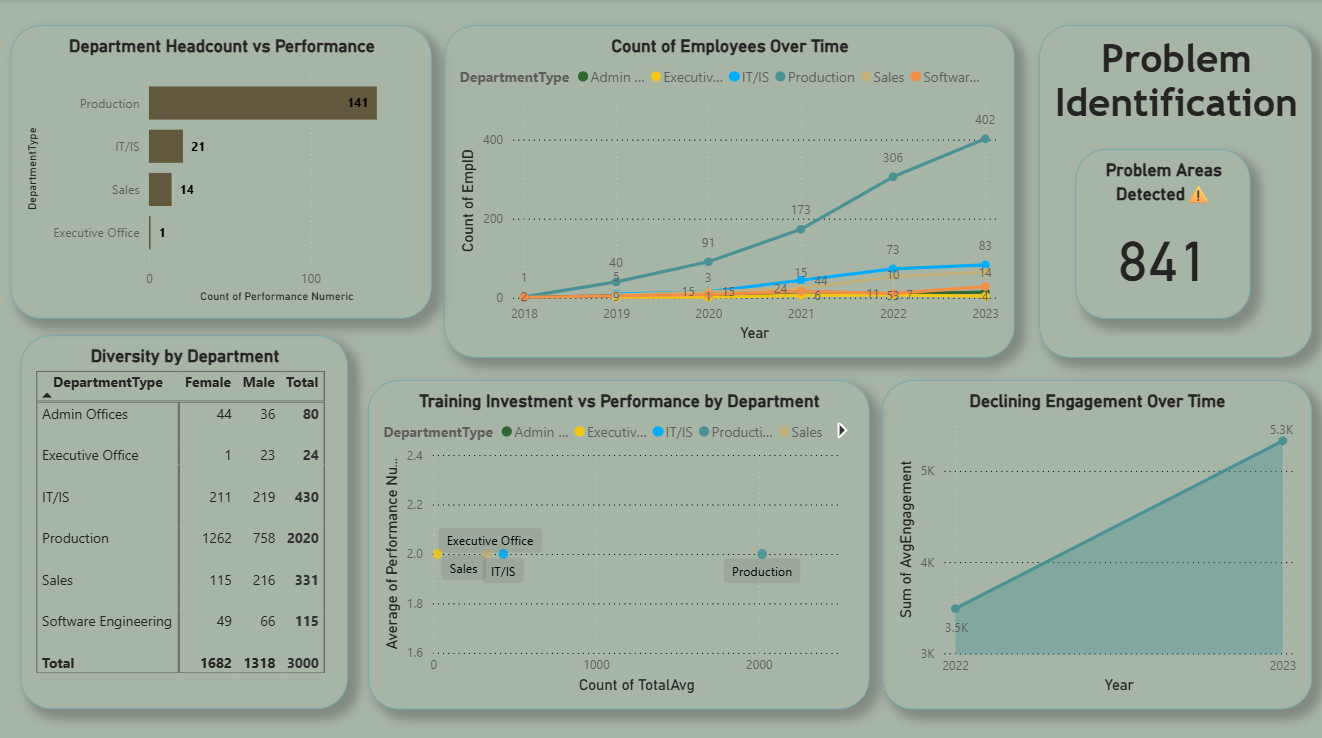 Department Headcount vs Performance
DepartmentType
Production 141
IT/IS 21
Sales 14
Executive Office 1
0 100
Count of Performance Numeric
Count of Employees Over Time
DepartmentType Admin ... Executiv... IT/IS Production Sales Softwar...
Count of EmpID
400
200
0
402
306
173
91
40
1
5
3
15
73
83
44
10
14
2
9
15
1
15
24
6
11
53
7
4
2018 2019 2020 2021 2022 2023
Year
Problem
Identification
Problem Areas
Detected ⚠
841
Diversity by Department
DepartmentType Female Male Total
Admin Offices 44 36 80
Executive Office 1 23 24
IT/IS 211 219 430
Production 1262 758 2020
Sales 115 216 331
Software Engineering 49 66 115
Total 1682 1318 3000
Training Investment vs Performance by Department
DepartmentType Admin ... Executiv... IT/IS Producti... Sales
Average of Performance Nu...
2.4
2.2
2.0
1.8
1.6
Executive Office
Sales
IT/IS
Production
0 1000 2000
Count of TotalAvg
Declining Engagement Over Time
Sum of AvgEngagement
5.3K
5K
4K
3.5K
3K
2022 2023
Year